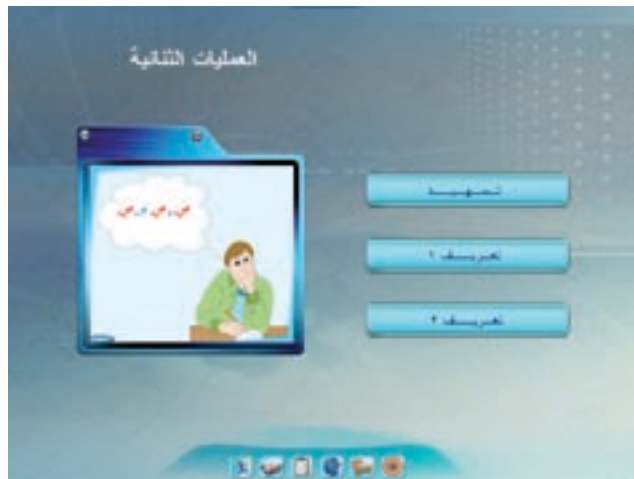 العمليات الثنائية
تمهيد
تعريف ١
تعريف ٢